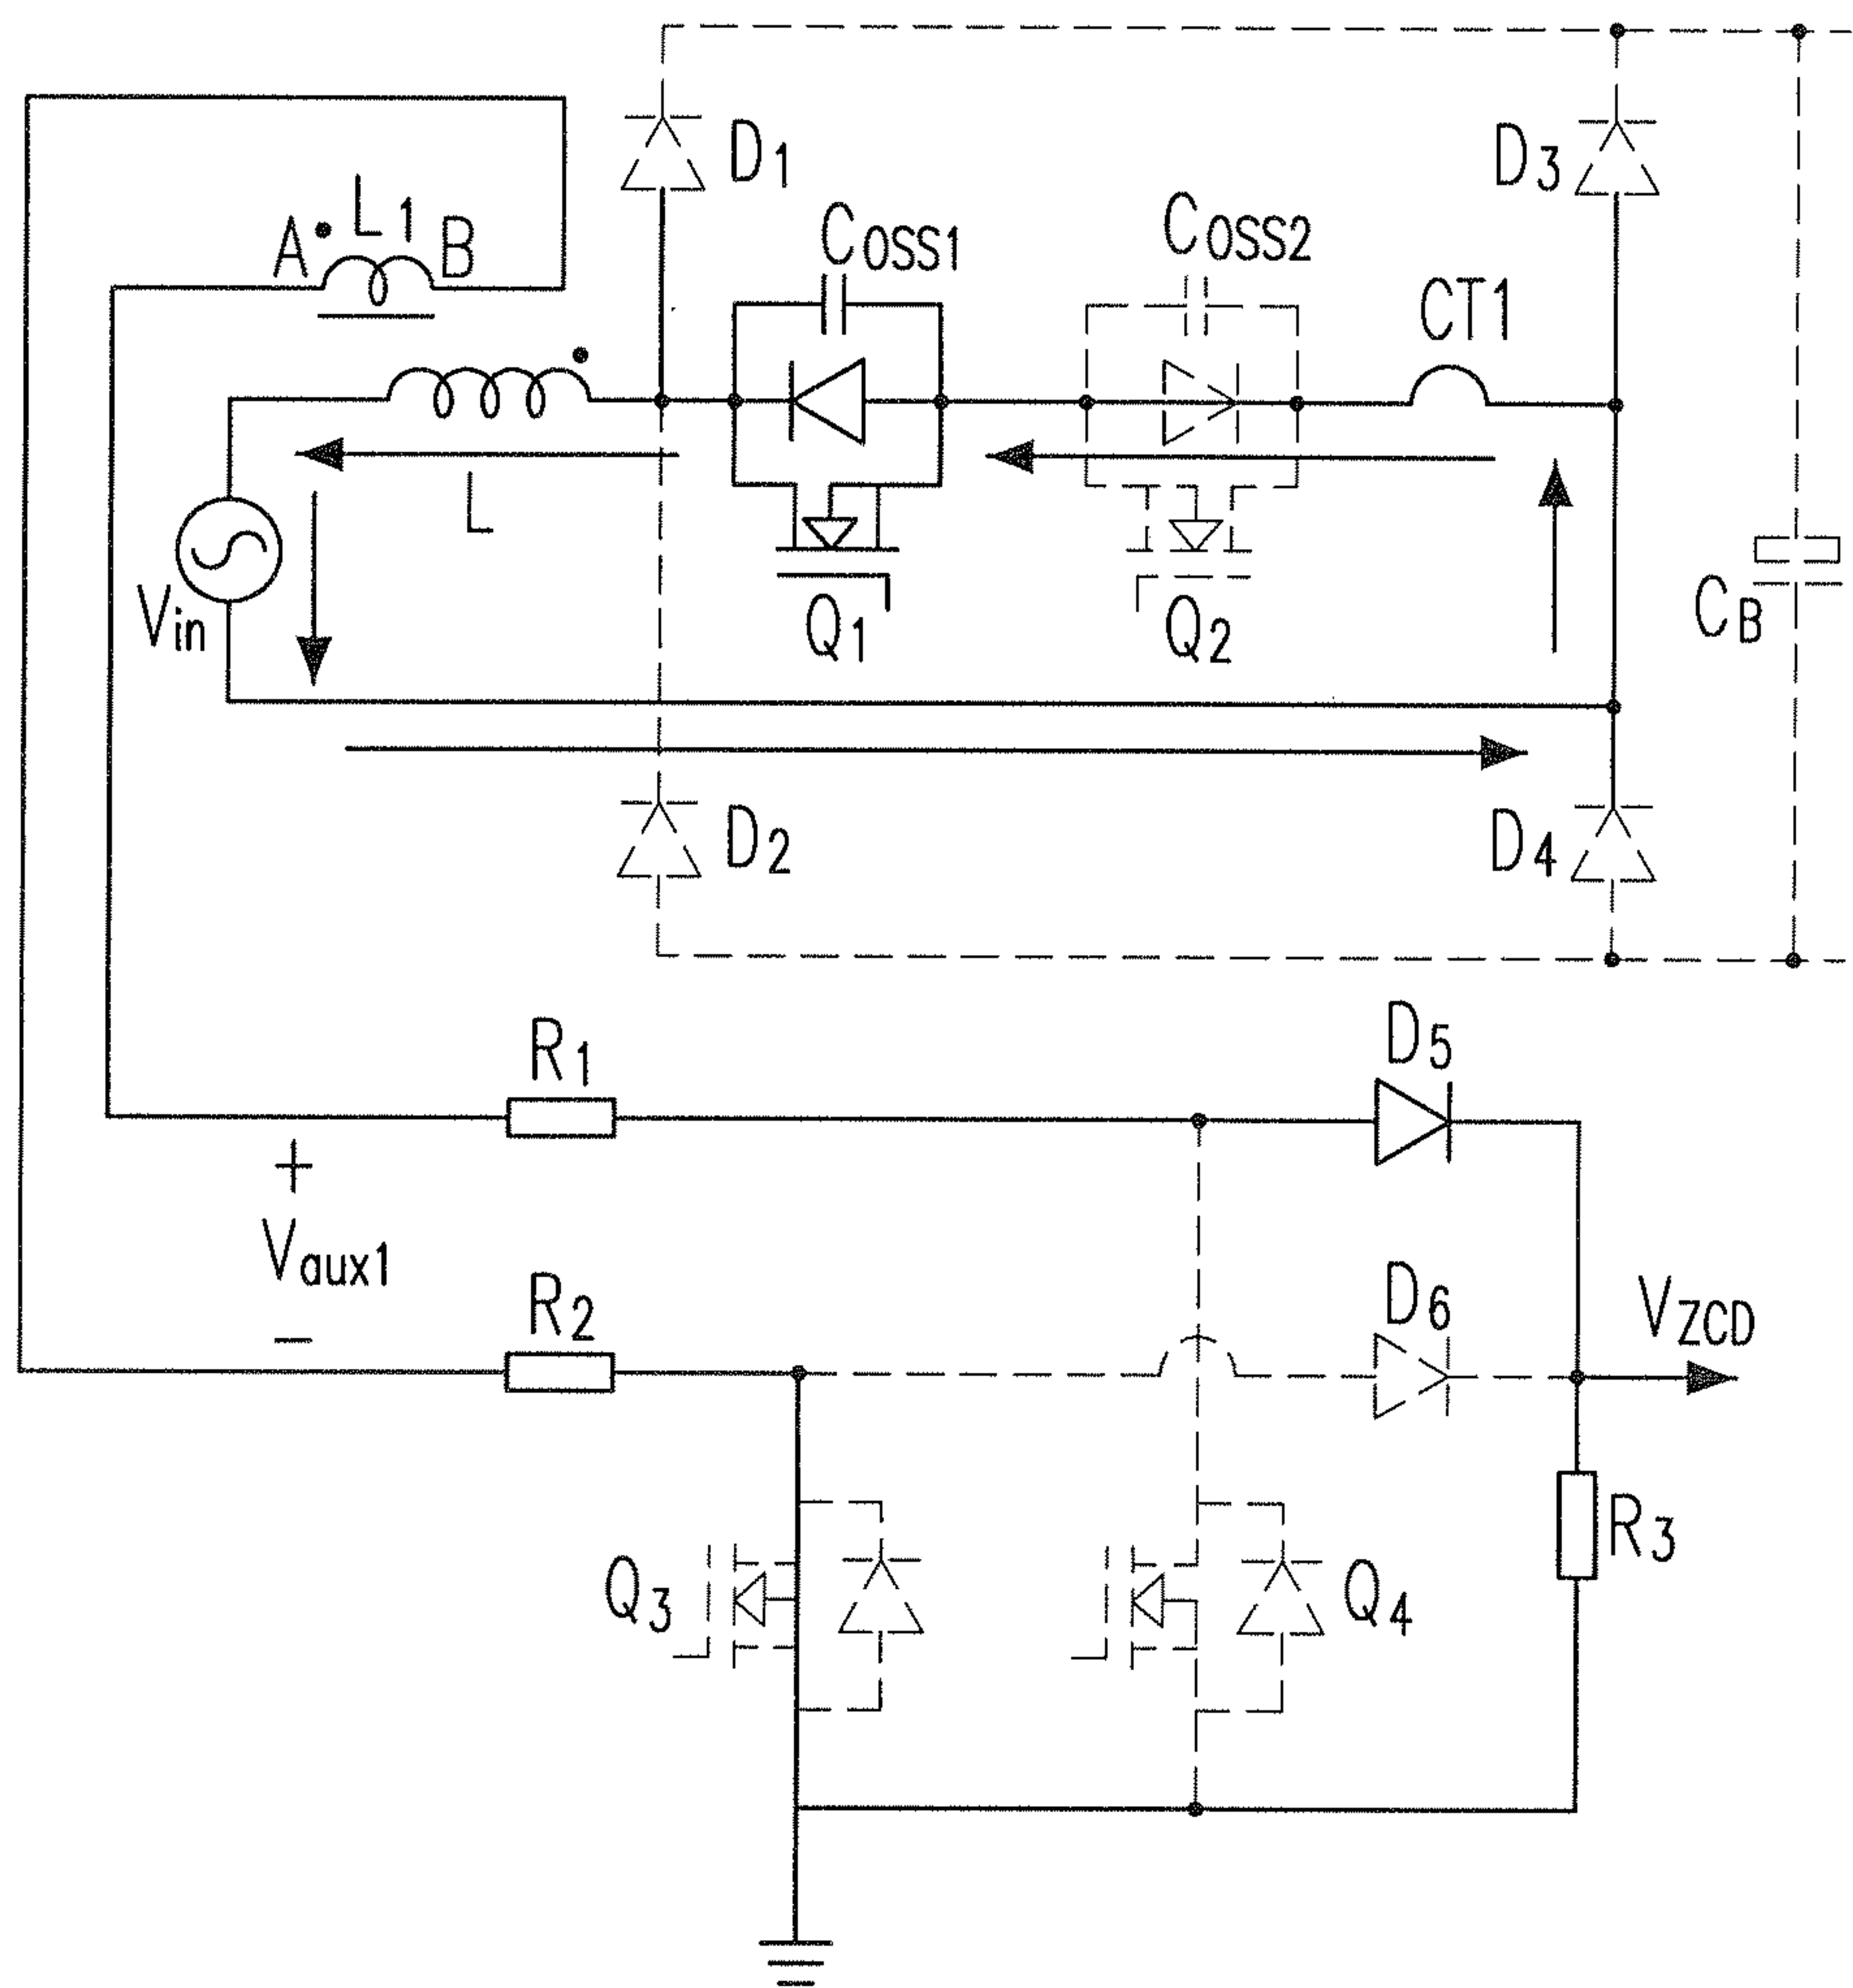 D1
D3
A L1 B
COSS1
COSS2
CT1
L
Vin
Q1
Q2
CB
D2
D4
R1
D5
+
Vaux1
−
R2
D6
VZCD
Q3
Q4
R3